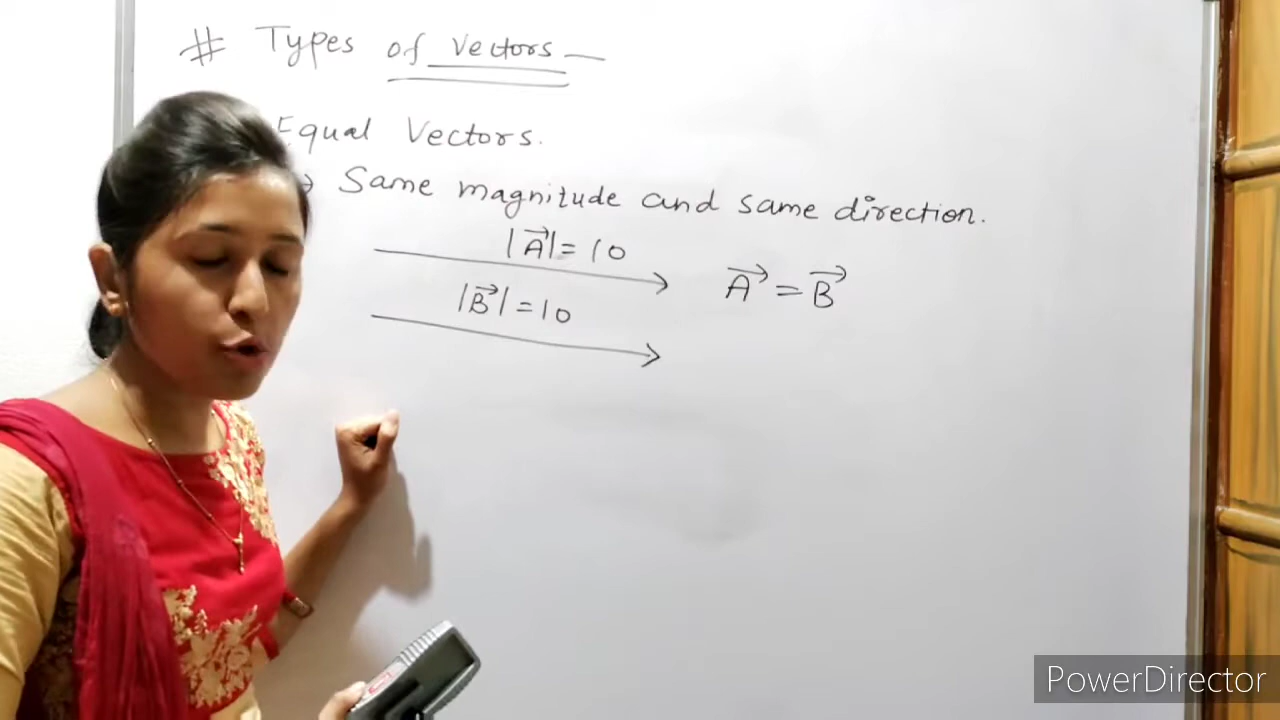 # Types of Vectors
Equal Vectors.
→ Same magnitude and same direction.
|A⃗| = 10
A⃗ = B⃗
|B⃗| = 10
PowerDirector